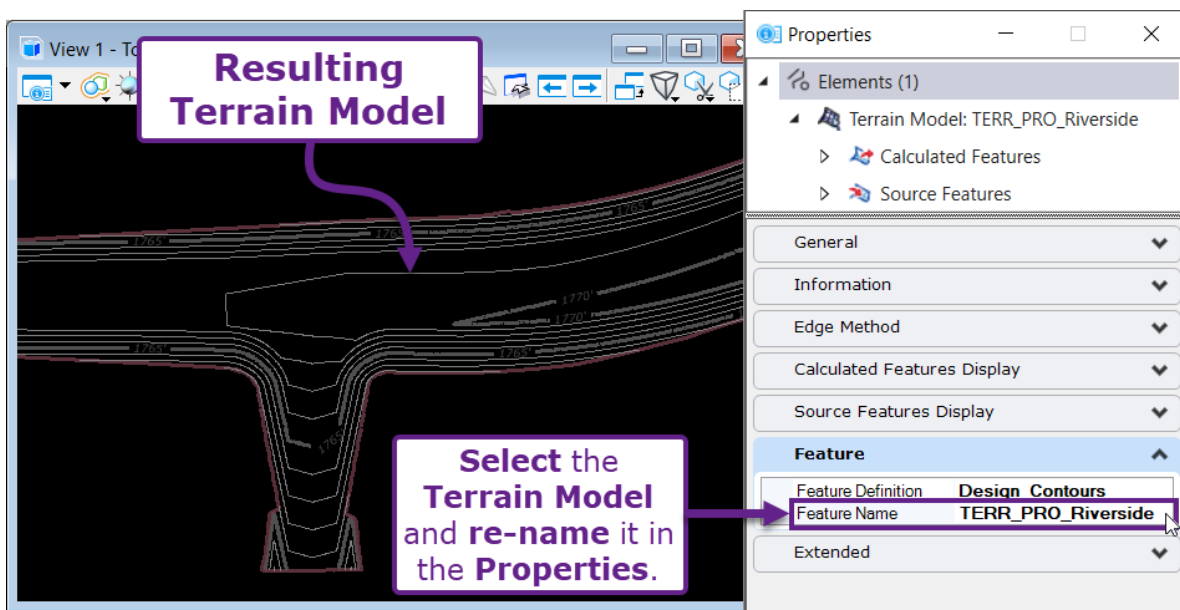 View 1 - To
Resulting
Terrain Model
1765'
1765'
1765'
1770'
1770'
1765'
1765'
1765'
Select the
Terrain Model
and re-name it in
the Properties.
Properties
Elements (1)
Terrain Model: TERR_PRO_Riverside
Calculated Features
Source Features
General
Information
Edge Method
Calculated Features Display
Source Features Display
Feature
Feature Definition Design_Contours
Feature Name TERR_PRO_Riverside
Extended